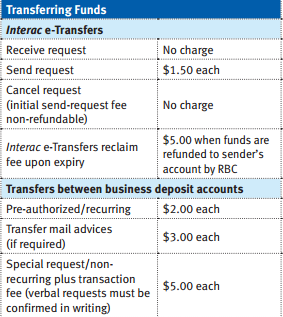 Transferring Funds
Interac e-Transfers
Receive request No charge
Send request $1.50 each
Cancel request
(initial send-request fee No charge
non-refundable)
Interac e-Transfers reclaim $5.00 when funds are
fee upon expiry refunded to sender's
account by RBC
Transfers between business deposit accounts
Pre-authorized/recurring $2.00 each
Transfer mail advices $3.00 each
(if required)
Special request/non-
recurring plus transaction $5.00 each
fee (verbal requests must be
confirmed in writing)